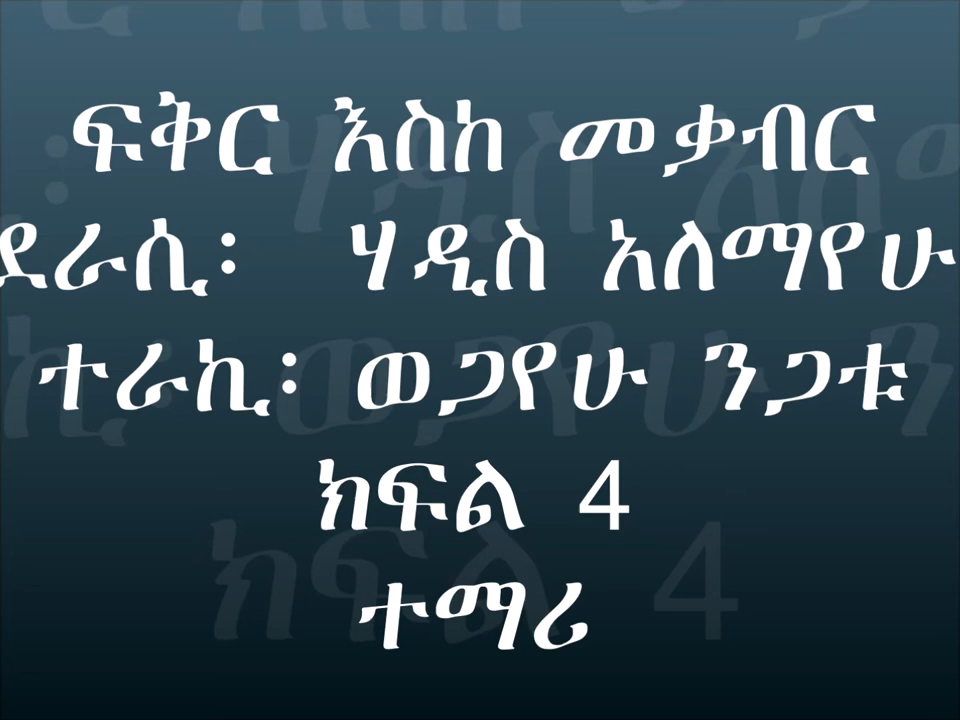 ፍቅር እስከ መቃብር
ደራሲ፡ ሃዲስ አለማየሁ
ተራኪ፡ ወጋየሁ ንጋቱ
ክፍል 4
ተማሪ